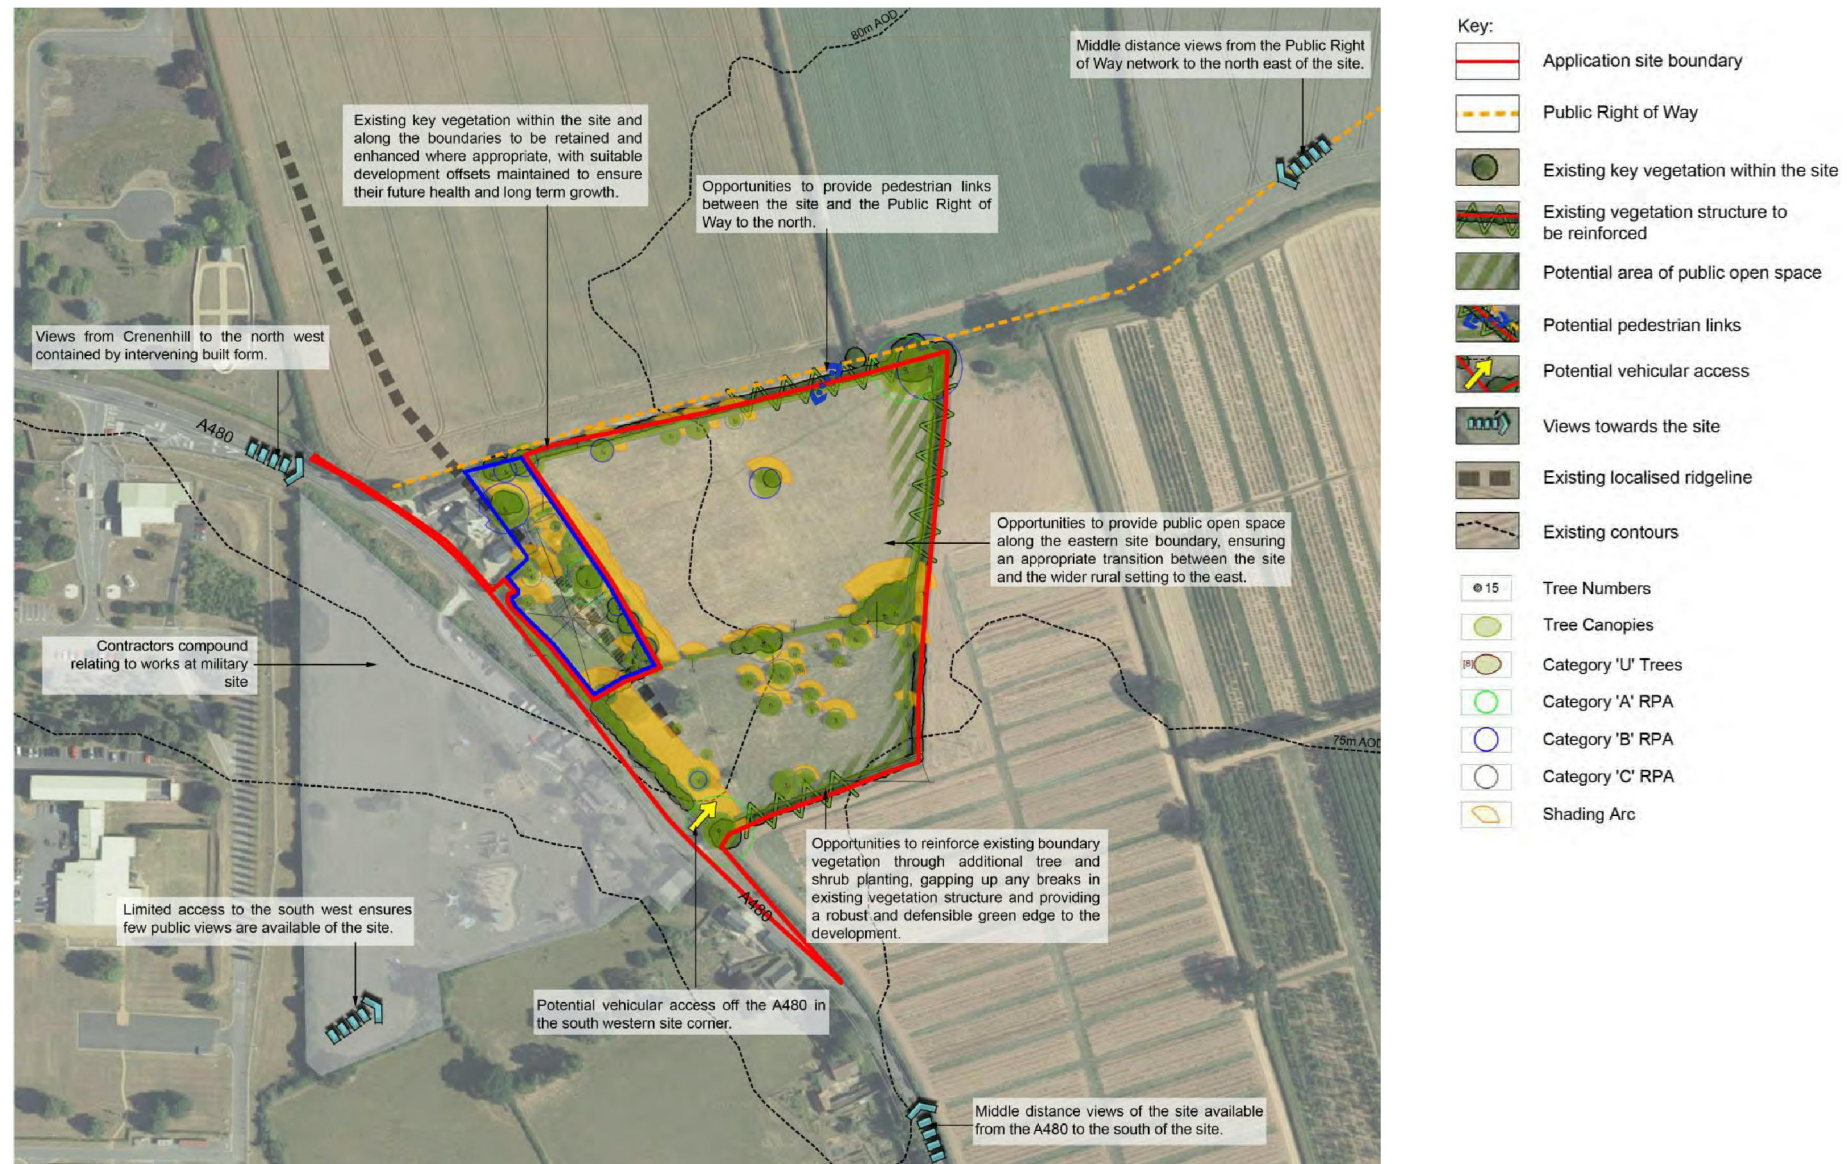 80m AOD
Middle distance views from the Public Right
of Way network to the north east of the site.
Existing key vegetation within the site and
along the boundaries to be retained and
enhanced where appropriate, with suitable
development offsets maintained to ensure
their future health and long term growth.
Opportunities to provide pedestrian links
between the site and the Public Right of
Way to the north.
Views from Crenenhill to the north west
contained by intervening built form.
A480
Opportunities to provide public open space
along the eastern site boundary, ensuring
an appropriate transition between the site
and the wider rural setting to the east.
Contractors compound
relating to works at military
site
75m AOD
Opportunities to reinforce existing boundary
vegetation through additional tree and
shrub planting, gapping up any breaks in
existing vegetation structure and providing
a robust and defensible green edge to the
development.
A480
Limited access to the south west ensures
few public views are available of the site.
Potential vehicular access off the A480 in
the south western site corner.
Middle distance views of the site available
from the A480 to the south of the site.
Key:
Application site boundary
Public Right of Way
Existing key vegetation within the site
Existing vegetation structure to
be reinforced
Potential area of public open space
Potential pedestrian links
Potential vehicular access
Views towards the site
Existing localised ridgeline
Existing contours
15
Tree Numbers
Tree Canopies
[8]
Category 'U' Trees
Category 'A' RPA
Category 'B' RPA
Category 'C' RPA
Shading Arc